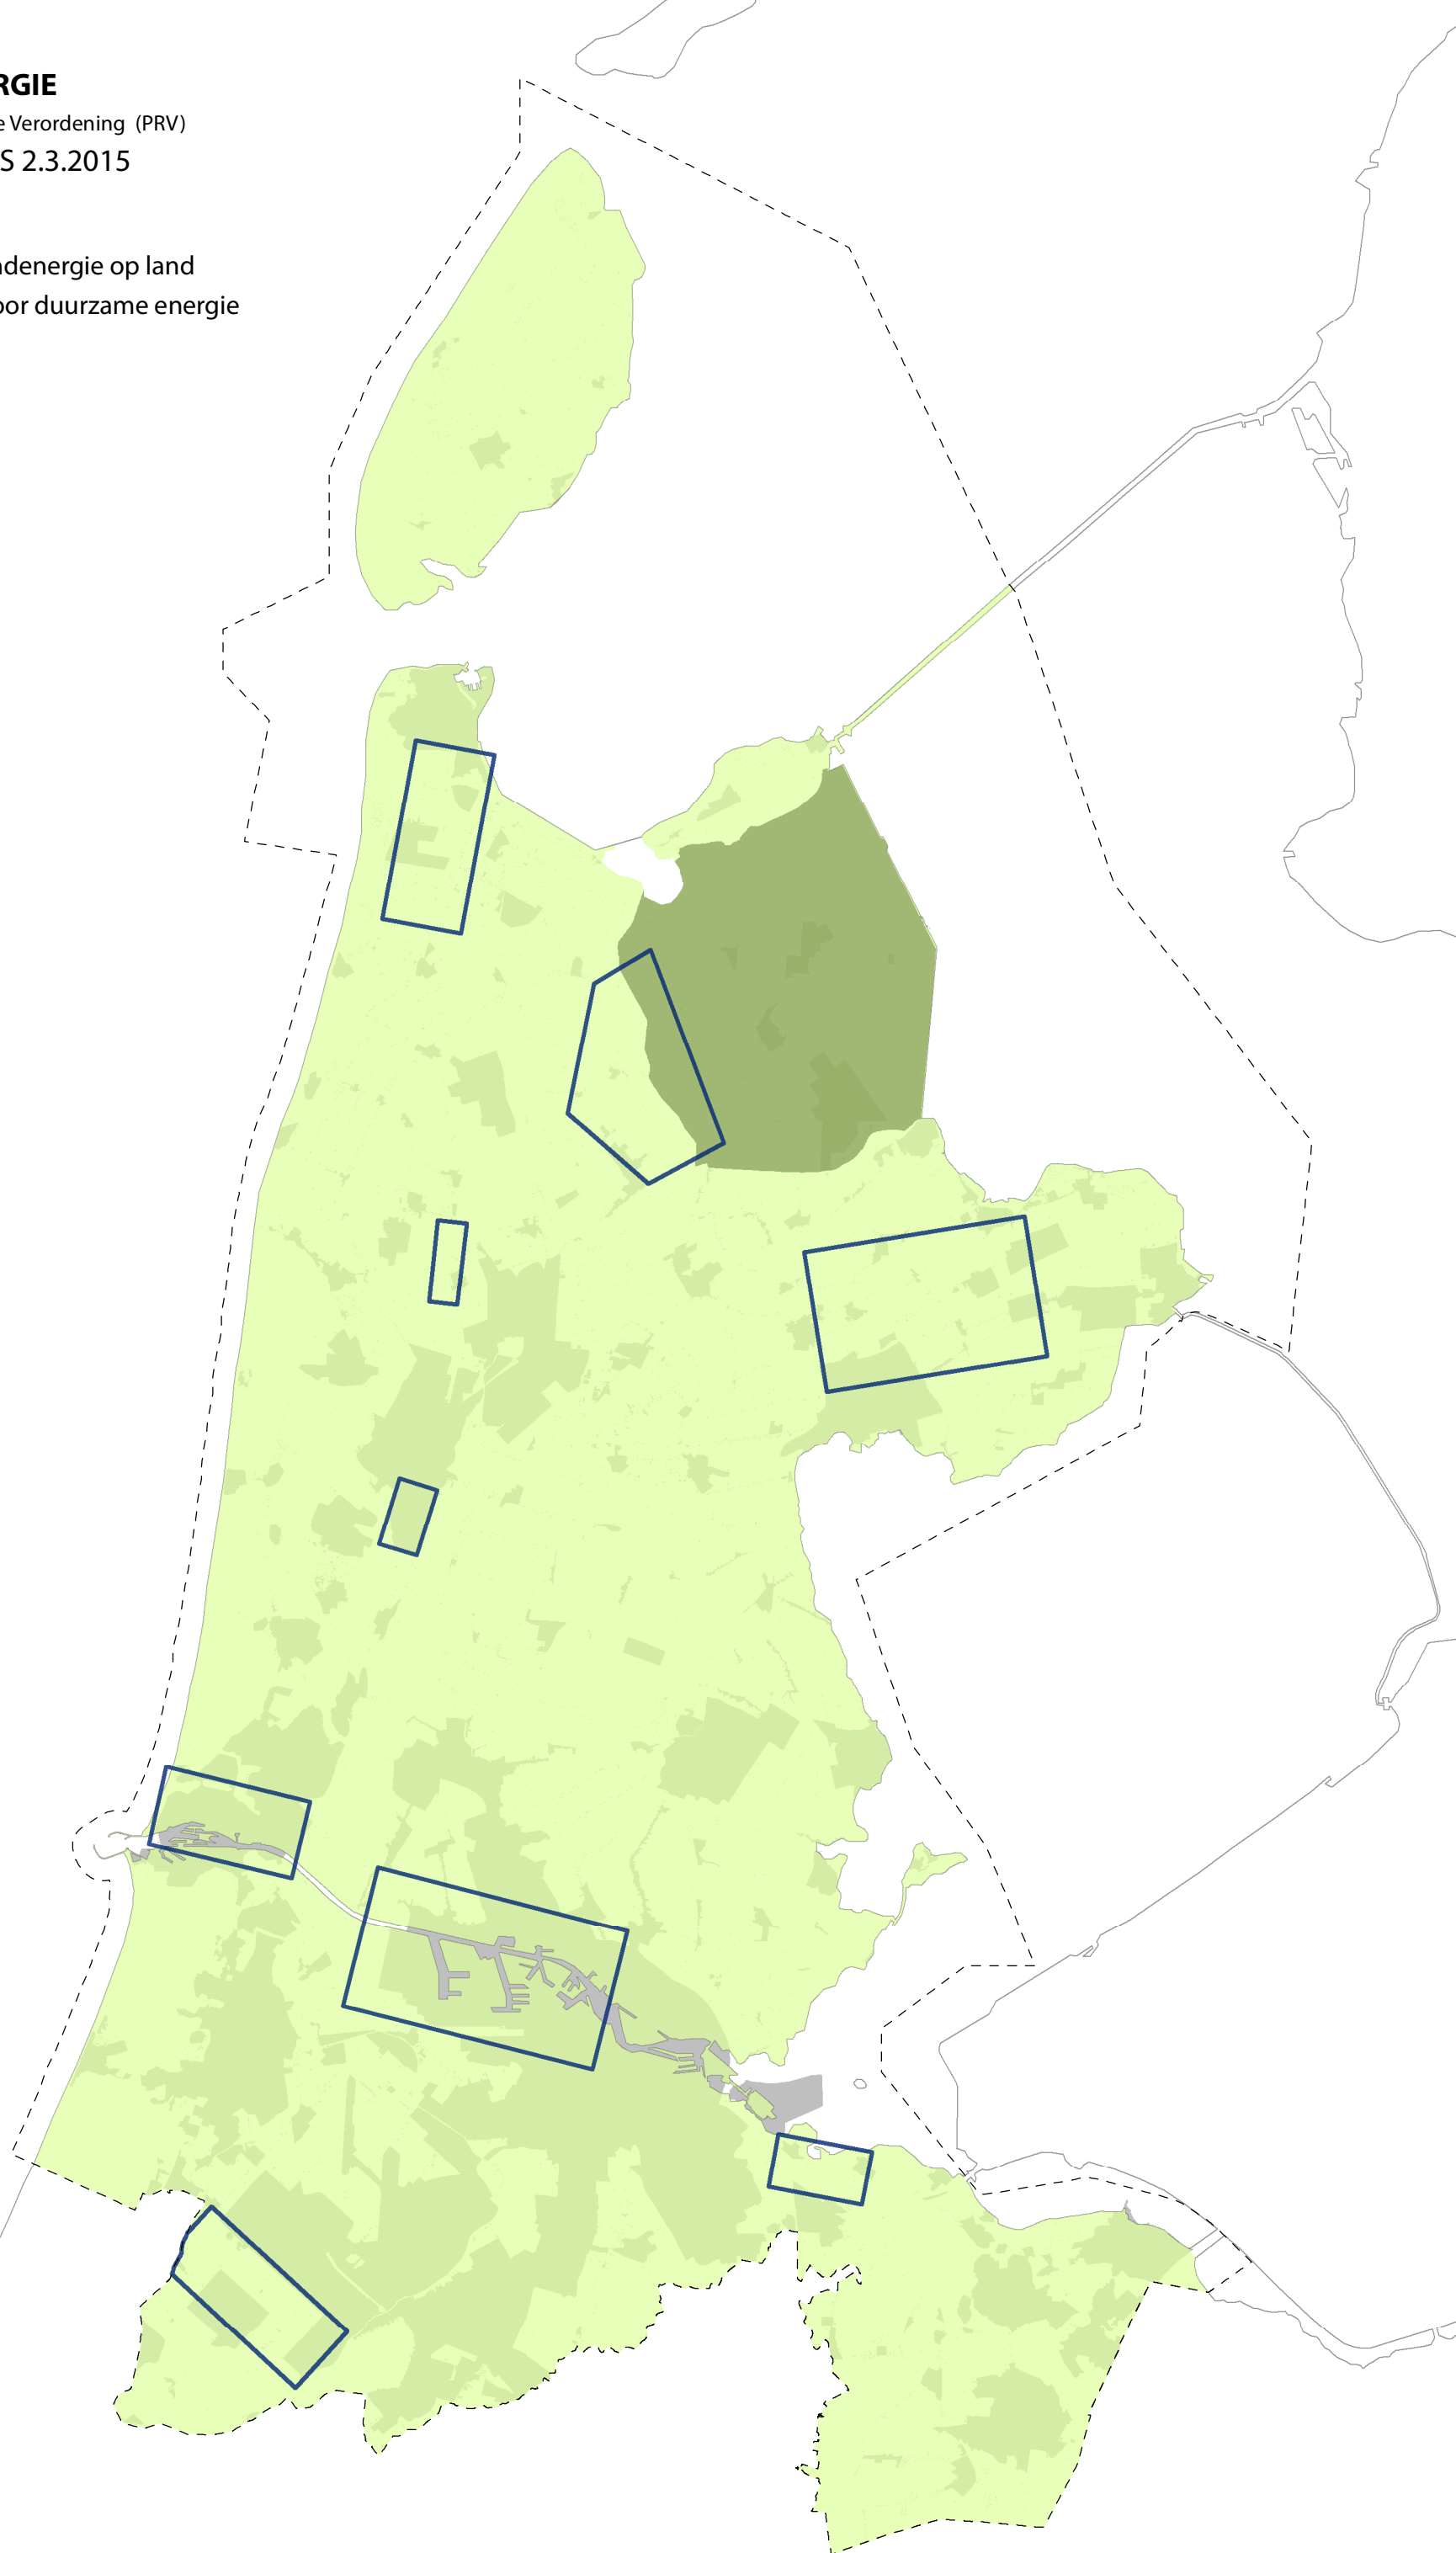 RGIE
e Verordening (PRV)
S 2.3.2015
ndenergie op land
oor duurzame energie